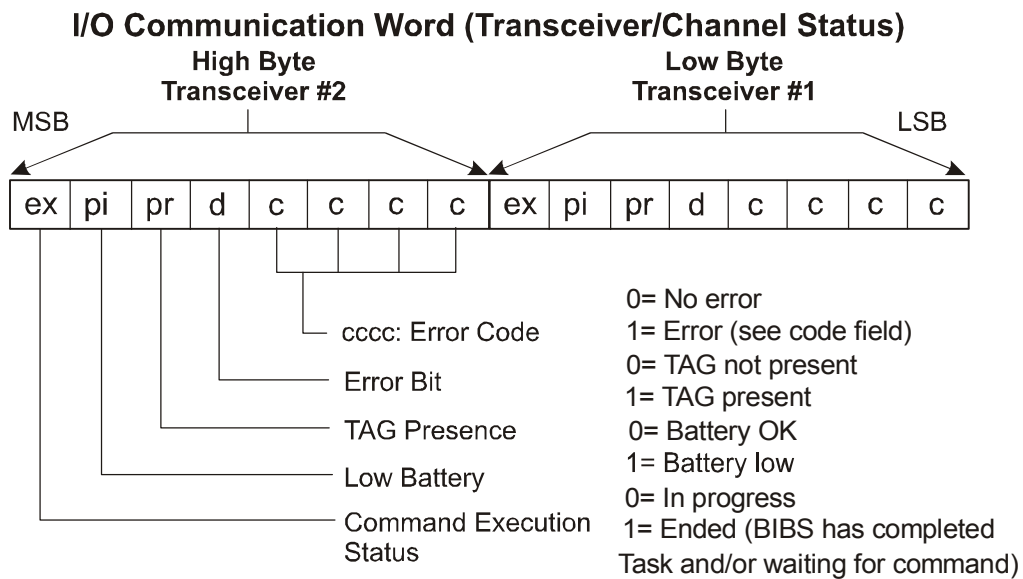 I/O Communication Word (Transceiver/Channel Status)
High Byte
Transceiver #2
Low Byte
Transceiver #1
MSB
LSB
ex pi pr d c c c c ex pi pr d c c c c
cccc: Error Code
Error Bit
TAG Presence
Low Battery
Command Execution
Status
0= No error
1= Error (see code field)
0= TAG not present
1= TAG present
0= Battery OK
1= Battery low
0= In progress
1= Ended (BIBS has completed
Task and/or waiting for command)